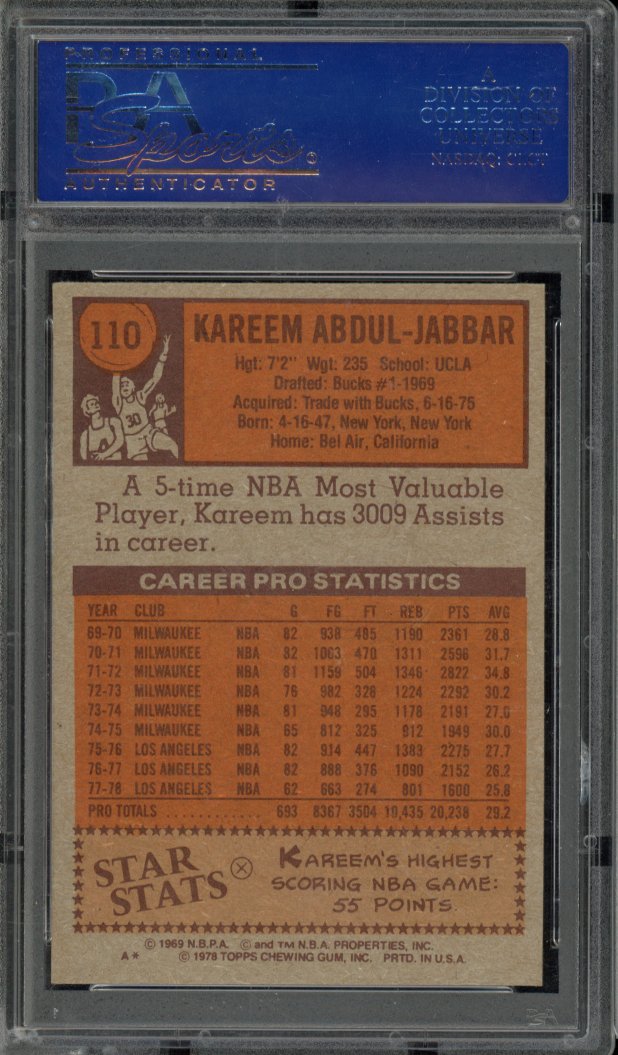 PROFESSIONAL
PSA
Sports®
AUTHENTICATOR
A
DIVISION OF
COLLECTORS
UNIVERSE
NASDAQ: CLCT
110
30
KAREEM ABDUL-JABBAR
Hgt: 7'2" Wgt: 235 School: UCLA
Drafted: Bucks #1-1969
Acquired: Trade with Bucks, 6-16-75
Born: 4-16-47, New York, New York
Home: Bel Air, California
A 5-time NBA Most Valuable
Player, Kareem has 3009 Assists
in career.
CAREER PRO STATISTICS
YEAR CLUB G FG FT REB PTS AVG
69-70 MILWAUKEE NBA 82 938 485 1190 2361 28.8
70-71 MILWAUKEE NBA 82 1063 470 1311 2596 31.7
71-72 MILWAUKEE NBA 81 1159 504 1346 2822 34.8
72-73 MILWAUKEE NBA 76 982 328 1224 2292 30.2
73-74 MILWAUKEE NBA 81 948 295 1178 2191 27.0
74-75 MILWAUKEE NBA 65 812 325 912 1949 30.0
75-76 LOS ANGELES NBA 82 914 447 1383 2275 27.7
76-77 LOS ANGELES NBA 82 888 376 1090 2152 26.2
77-78 LOS ANGELES NBA 62 663 274 801 1600 25.8
PRO TOTALS ............ 693 8367 3504 10,435 20,238 29.2
STAR
STATS
KAREEM'S HIGHEST
SCORING NBA GAME:
55 POINTS.
© 1969 N.B.P.A. © and TM N.B.A. PROPERTIES, INC.
A* © 1978 TOPPS CHEWING GUM, INC. PRTD. IN U.S.A.
PSA